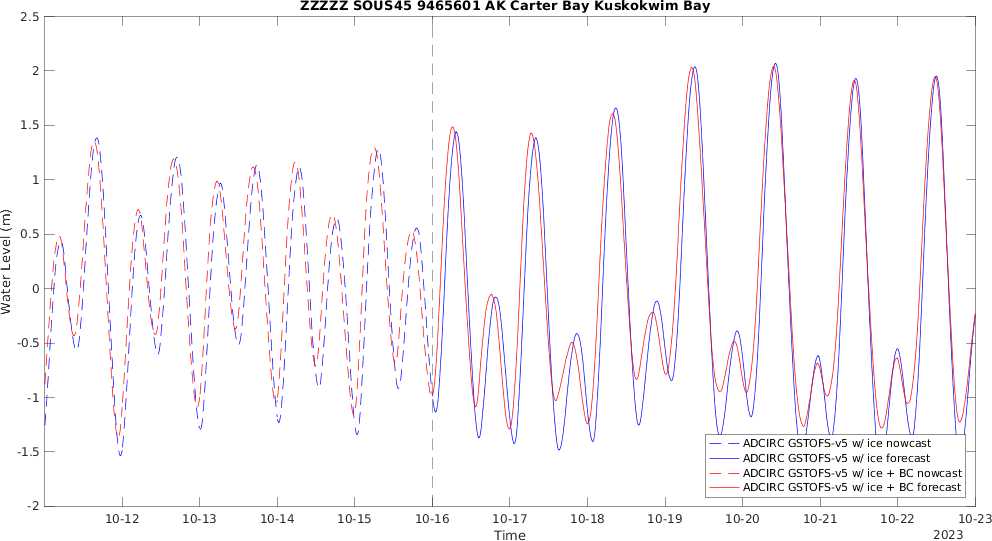 ZZZZZ SOUS45 9465601 AK Carter Bay Kuskokwim Bay
2.5
2
1.5
1
0.5
0
-0.5
-1
-1.5
-2
Water Level (m)
ADCIRC GSTOFS-v5 w/ ice nowcast
ADCIRC GSTOFS-v5 w/ ice forecast
ADCIRC GSTOFS-v5 w/ ice + BC nowcast
ADCIRC GSTOFS-v5 w/ ice + BC forecast
10-12 10-13 10-14 10-15 10-16 10-17 10-18 10-19 10-20 10-21 10-22 10-23
Time
2023